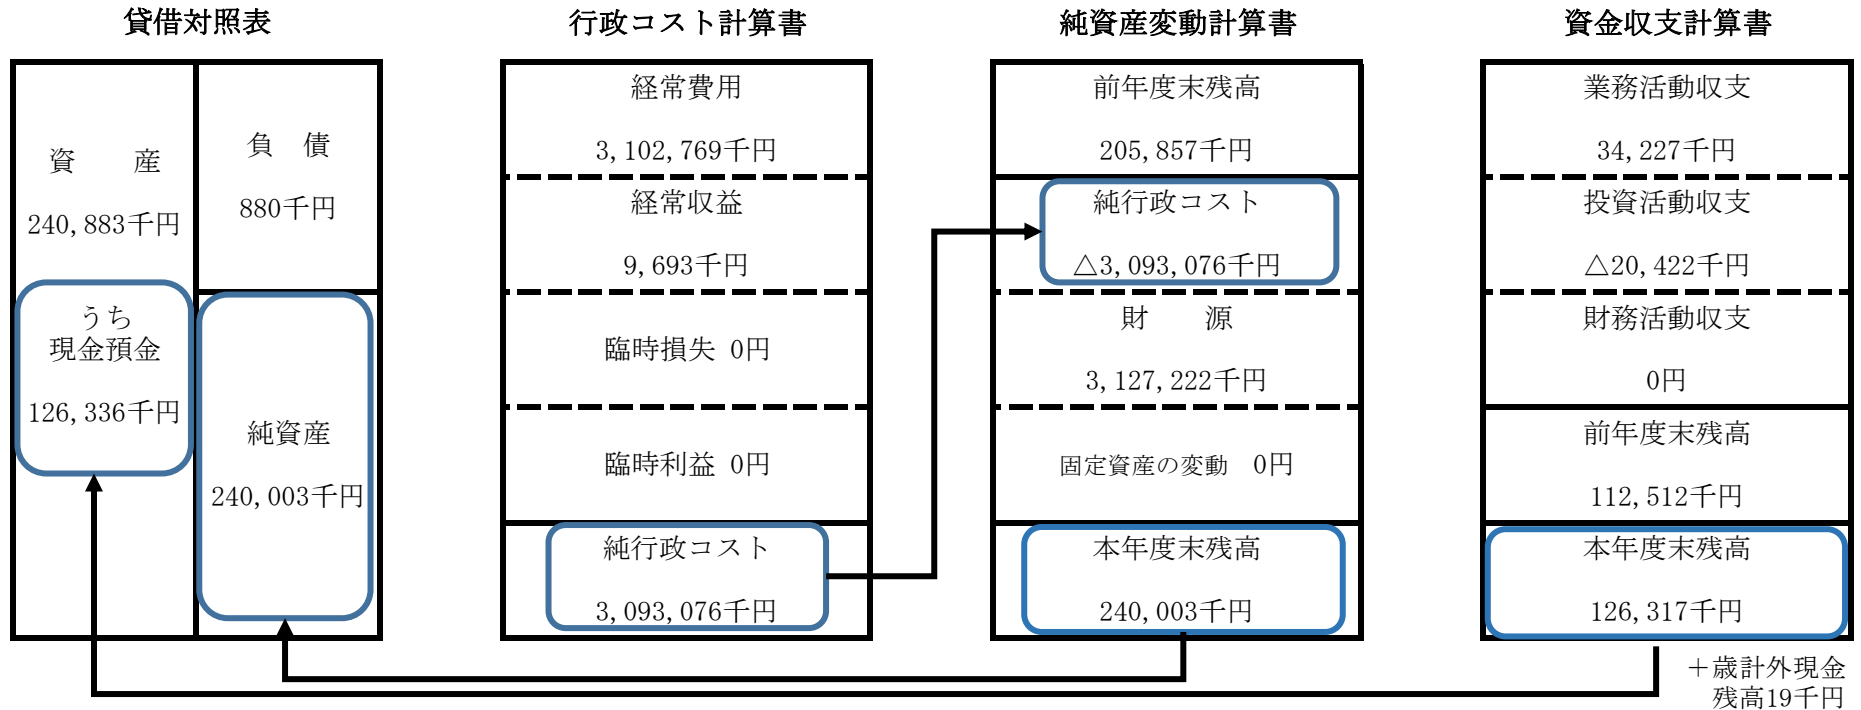 貸借対照表
資　　産
240,883千円
うち
現金預金
126,336千円
負　債
880千円
純資産
240,003千円
行政コスト計算書
経常費用
3,102,769千円
経常収益
9,693千円
臨時損失 0円
臨時利益 0円
純行政コスト
3,093,076千円
純資産変動計算書
前年度末残高
205,857千円
純行政コスト
△3,093,076千円
財　　源
3,127,222千円
固定資産の変動　0円
本年度末残高
240,003千円
資金収支計算書
業務活動収支
34,227千円
投資活動収支
△20,422千円
財務活動収支
0円
前年度末残高
112,512千円
本年度末残高
126,317千円
＋歳計外現金
残高19千円